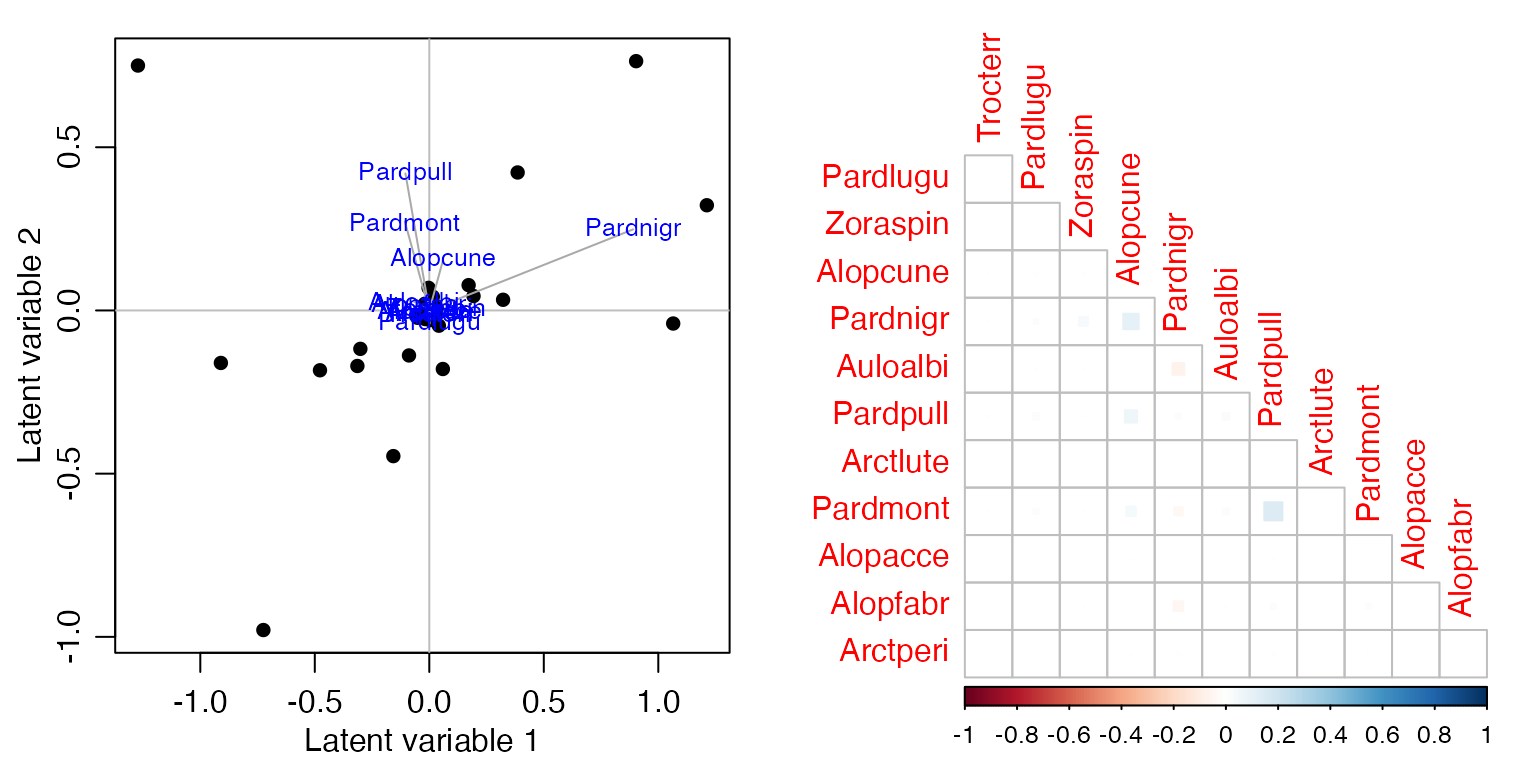 Latent variable 2
0.5
0.0
-0.5
-1.0
Pardpull
Pardmont
Pardnigr
Alopcune
Pardlugu
-1.0 -0.5 0.0 0.5 1.0
Latent variable 1
Trocterr
Pardlugu
Zoraspin
Alopcune
Pardnigr
Auloalbi
Pardpull
Arctlute
Pardmont
Alopacce
Alopfabr
Pardlugu
Zoraspin
Alopcune
Pardnigr
Auloalbi
Pardpull
Arctlute
Pardmont
Alopacce
Alopfabr
Arctperi
-1 -0.8 -0.6 -0.4 -0.2 0 0.2 0.4 0.6 0.8 1